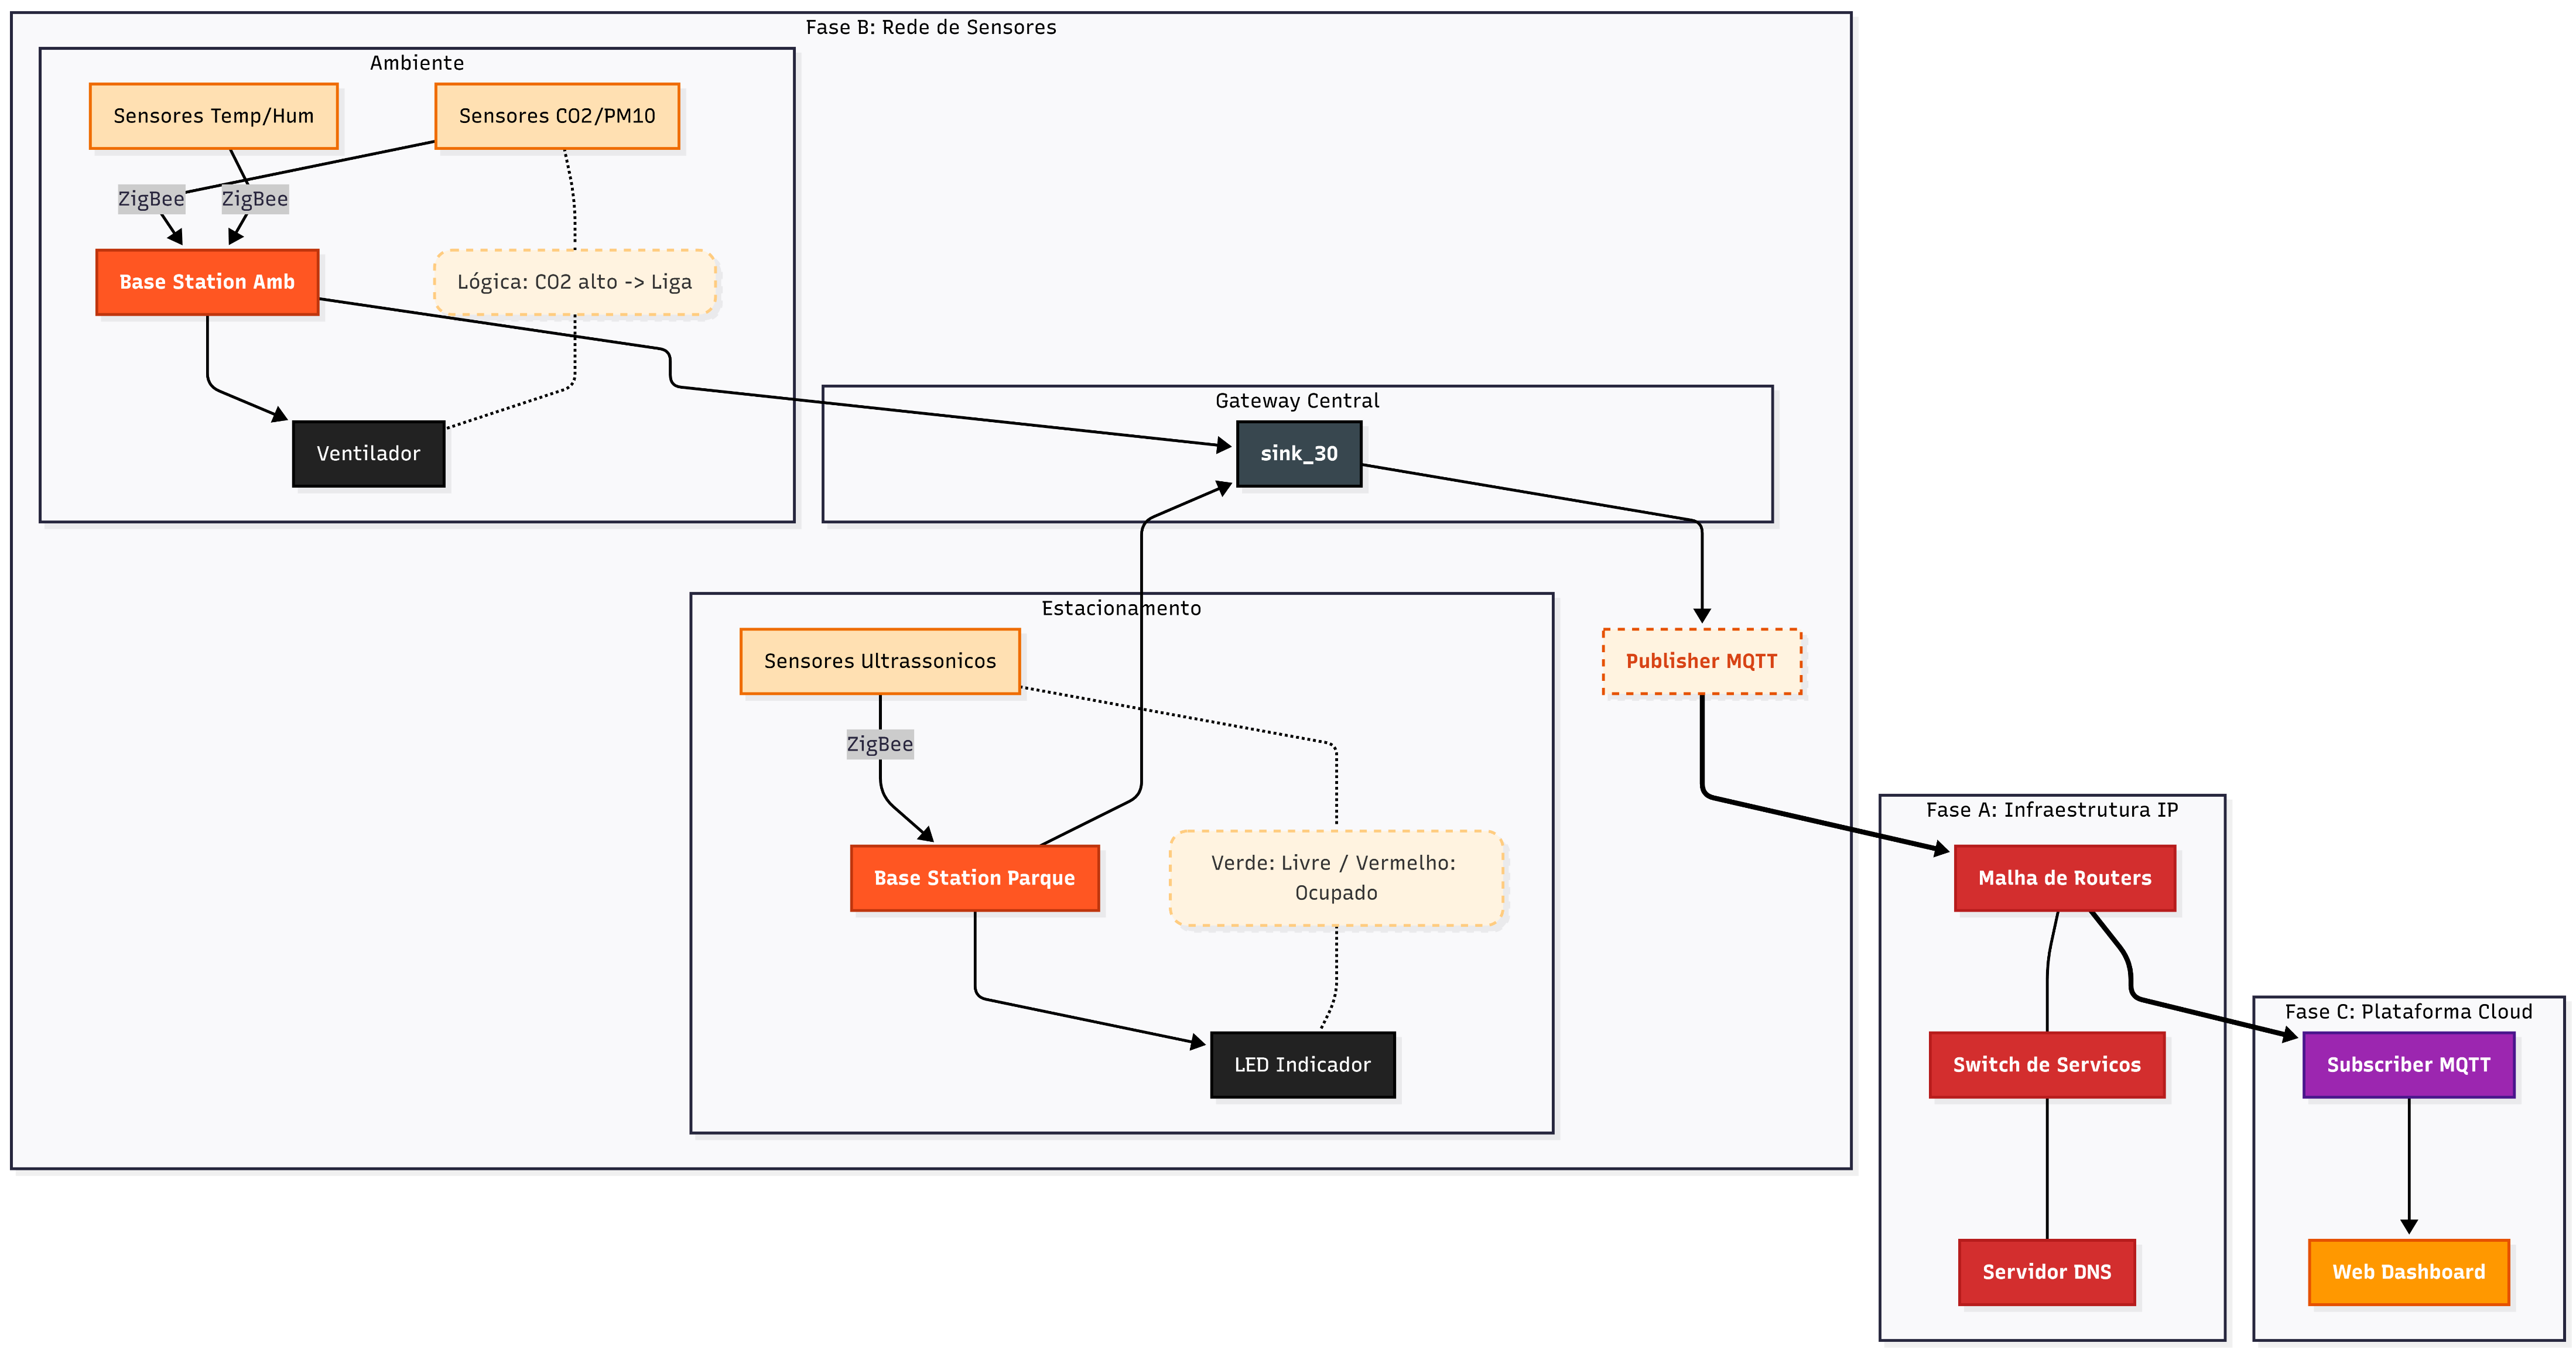 Fase B: Rede de Sensores
Ambiente
Sensores Temp/Hum
Sensores CO2/PM10
ZigBee
ZigBee
Base Station Amb
Lógica: CO2 alto -> Liga
Ventilador
Gateway Central
sink_30
Estacionamento
Sensores Ultrassonicos
ZigBee
Base Station Parque
Verde: Livre / Vermelho:
Ocupado
LED Indicador
Publisher MQTT
Fase A: Infraestrutura IP
Malha de Routers
Switch de Servicos
Servidor DNS
Fase C: Plataforma Cloud
Subscriber MQTT
Web Dashboard